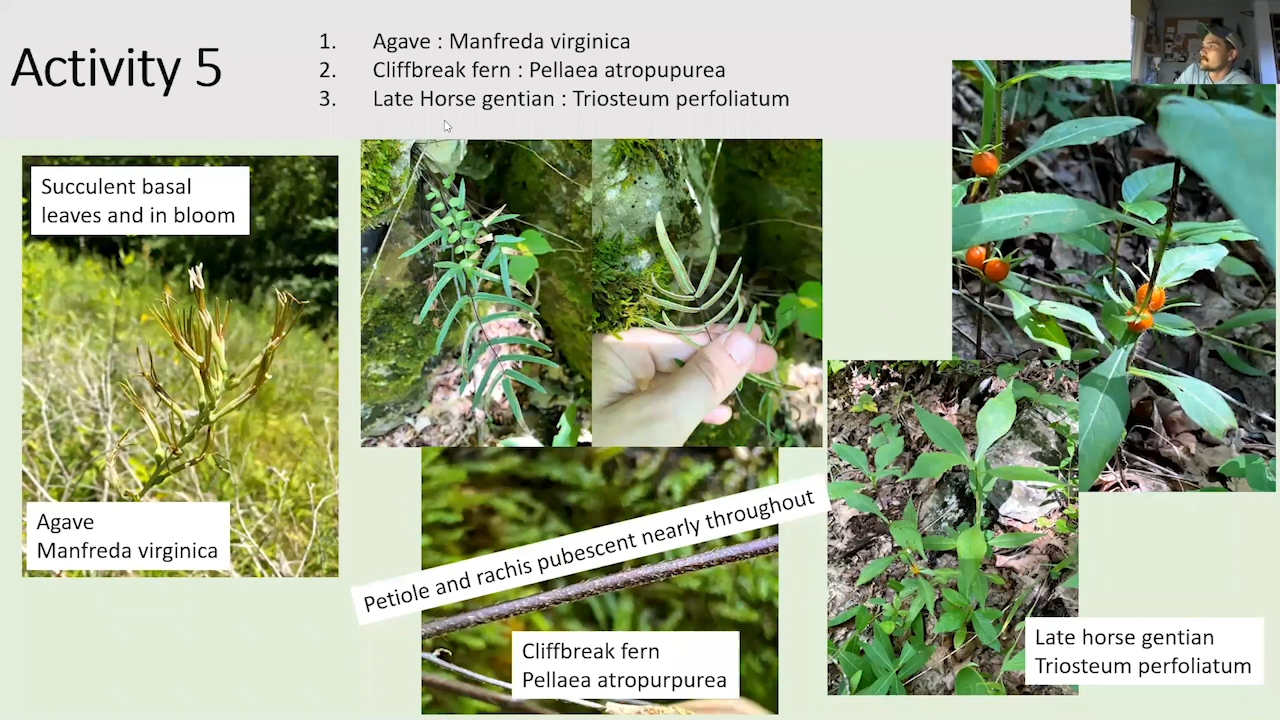 Activity 5
1. Agave : Manfreda virginica
2. Cliffbreak fern : Pellaea atropupurea
3. Late Horse gentian : Triosteum perfoliatum
Succulent basal
leaves and in bloom
Agave
Manfreda virginica
Petiole and rachis pubescent nearly throughout
Cliffbreak fern
Pellaea atropurpurea
Late horse gentian
Triosteum perfoliatum